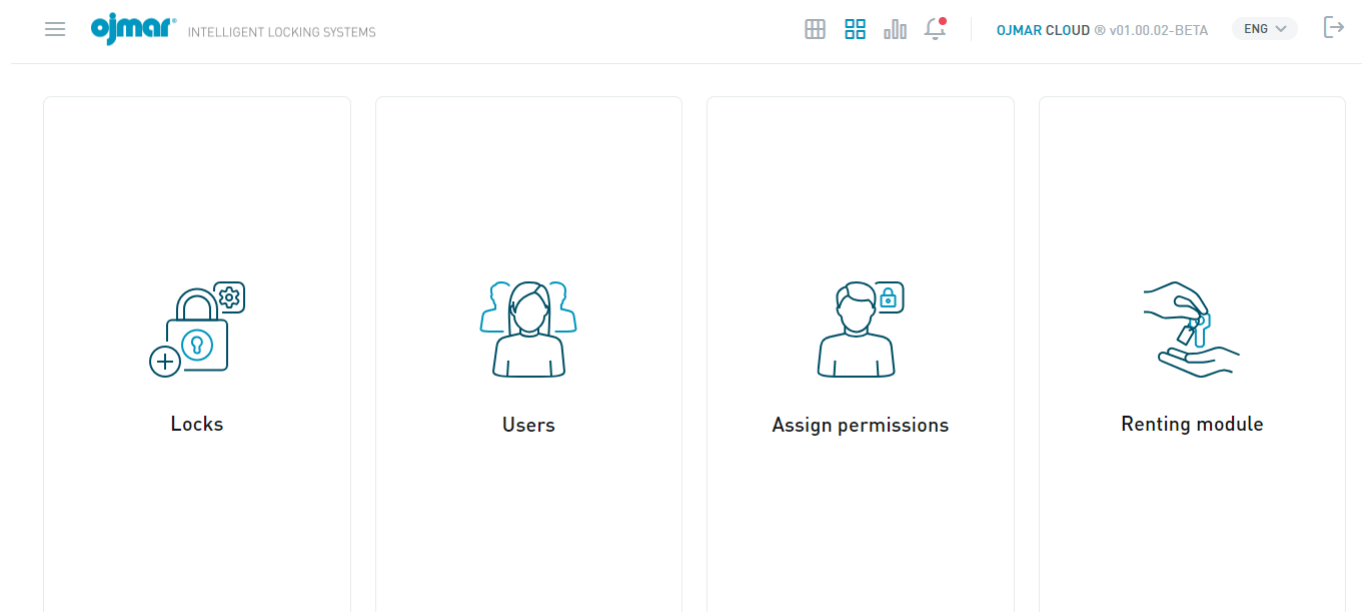 ojmar® INTELLIGENT LOCKING SYSTEMS
OJMAR CLOUD ® v01.00.02-BETA ENG
Locks
Users
Assign permissions
Renting module